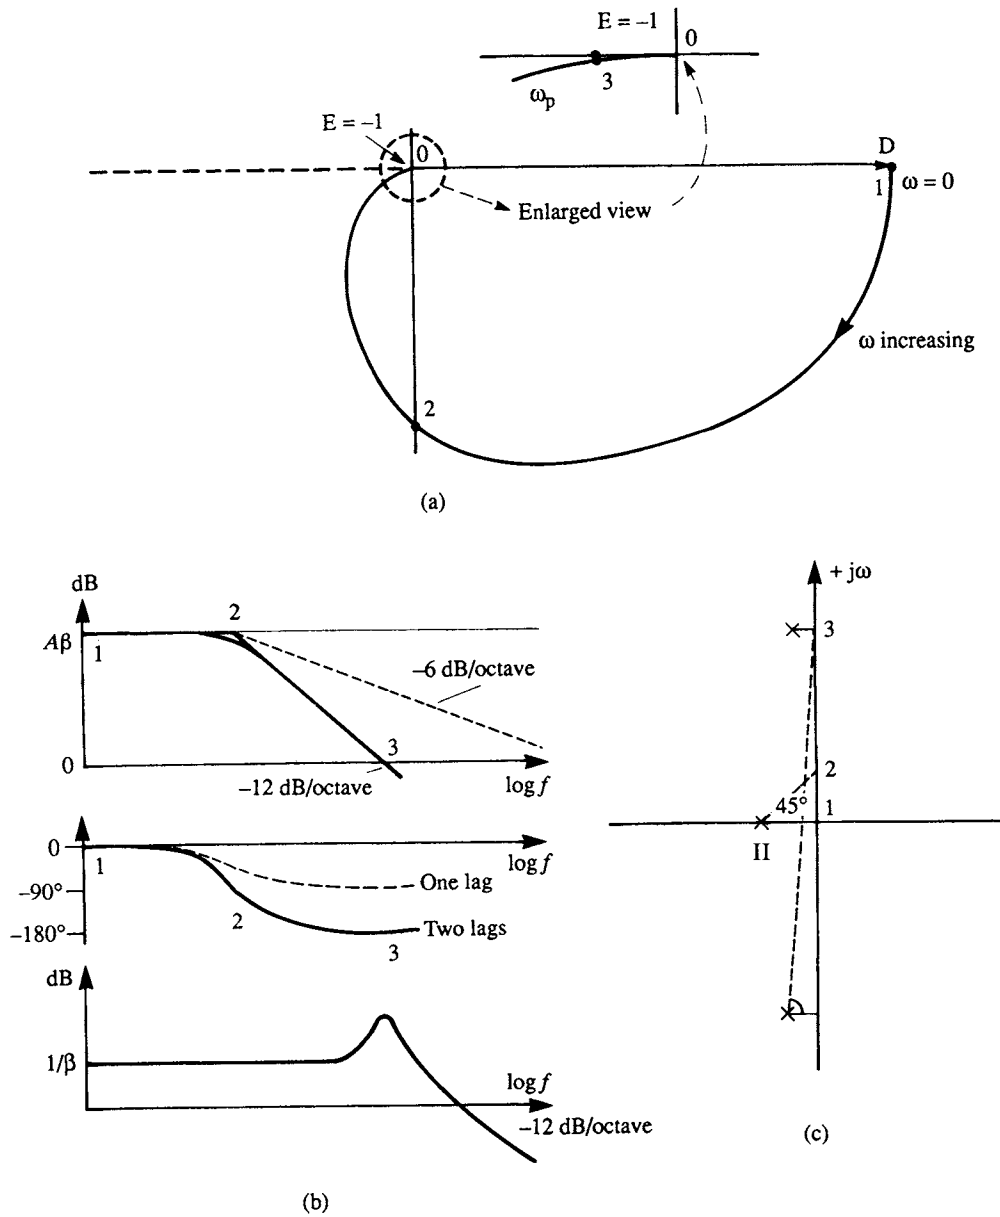 E = –1
0
3
ωp
E = –1
0
D
1
ω = 0
Enlarged view
ω increasing
2
(a)
dB
Aβ
1
2
–6 dB/octave
3
0
–12 dB/octave
log f
0
1
log f
–90°
One lag
2
–180°
Two lags
3
dB
1/β
log f
–12 dB/octave
(b)
+ jω
3
2
45°
1
II
(c)